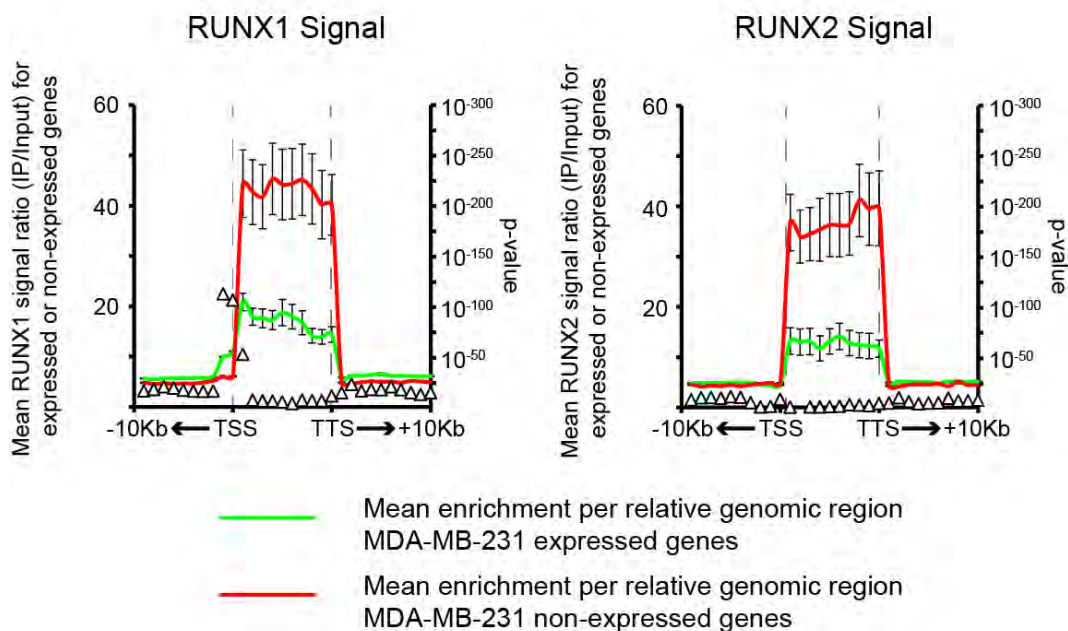 RUNX1 Signal
Mean RUNX1 signal ratio (IP/Input) for
expressed or non-expressed genes
60
40
20
10-300
10-250
10-200
10-150
10-100
10-50
p-value
-10Kb
TSS
TTS
+10Kb
RUNX2 Signal
Mean RUNX2 signal ratio (IP/Input) for
expressed or non-expressed genes
60
40
20
10-300
10-250
10-200
10-150
10-100
10-50
p-value
-10Kb
TSS
TTS
+10Kb
Mean enrichment per relative genomic region
MDA-MB-231 expressed genes
Mean enrichment per relative genomic region
MDA-MB-231 non-expressed genes